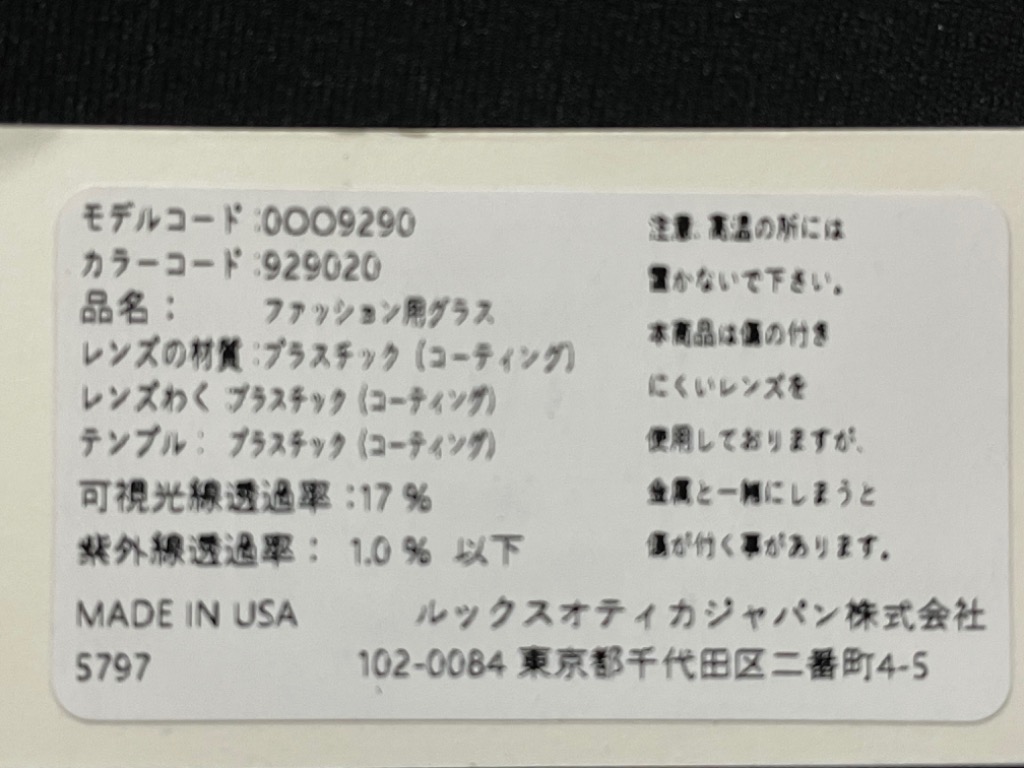 モデルコード :0OO9290
カラーコード :929020
品名： ファッション用グラス
レンズの材質 :プラスチック (コーティング)
レンズわく プラスチック (コーティング)
テンプル： プラスチック (コーティング)
可視光線透過率 :17 %
紫外線透過率： 1.0 % 以下
注意. 高温の所には
置かないで下さい。
本商品は傷の付き
にくいレンズを
使用しておりますが、
金属と一緒にしまうと
傷が付く事があります。
MADE IN USA ルックスオティカジャパン株式会社
5797 102-0084 東京都千代田区二番町4-5